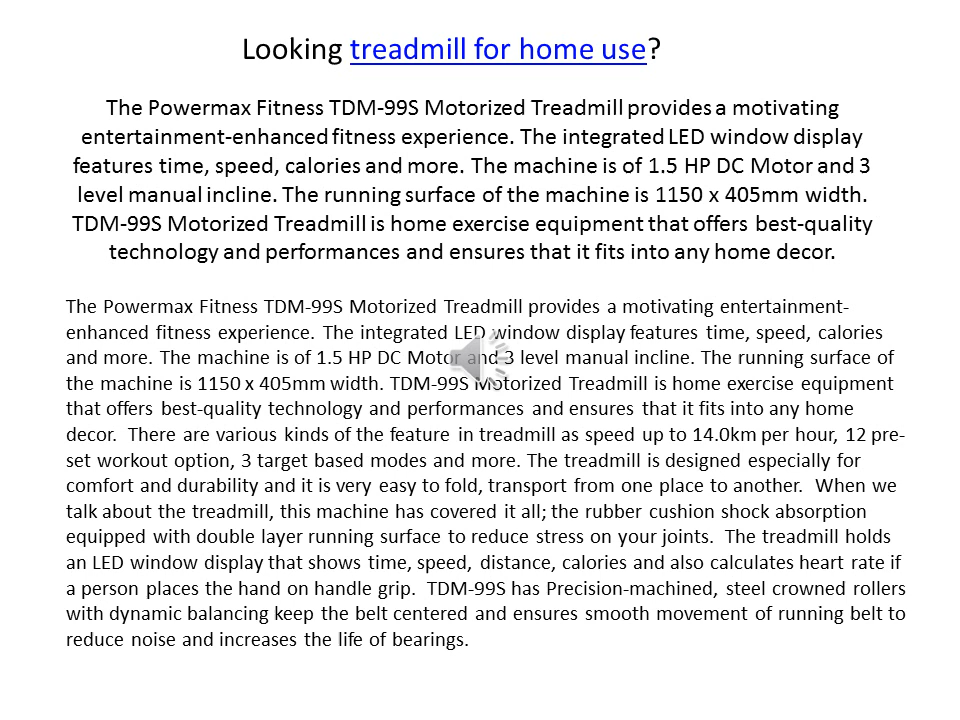 Looking treadmill for home use?
The Powermax Fitness TDM-99S Motorized Treadmill provides a motivating
entertainment-enhanced fitness experience. The integrated LED window display
features time, speed, calories and more. The machine is of 1.5 HP DC Motor and 3
level manual incline. The running surface of the machine is 1150 x 405mm width.
TDM-99S Motorized Treadmill is home exercise equipment that offers best-quality
technology and performances and ensures that it fits into any home decor.
The Powermax Fitness TDM-99S Motorized Treadmill provides a motivating entertainment-
enhanced fitness experience. The integrated LED window display features time, speed, calories
and more. The machine is of 1.5 HP DC Motor and 3 level manual incline. The running surface of
the machine is 1150 x 405mm width. TDM-99S Motorized Treadmill is home exercise equipment
that offers best-quality technology and performances and ensures that it fits into any home
decor. There are various kinds of the feature in treadmill as speed up to 14.0km per hour, 12 pre-
set workout option, 3 target based modes and more. The treadmill is designed especially for
comfort and durability and it is very easy to fold, transport from one place to another. When we
talk about the treadmill, this machine has covered it all; the rubber cushion shock absorption
equipped with double layer running surface to reduce stress on your joints. The treadmill holds
an LED window display that shows time, speed, distance, calories and also calculates heart rate if
a person places the hand on handle grip. TDM-99S has Precision-machined, steel crowned rollers
with dynamic balancing keep the belt centered and ensures smooth movement of running belt to
reduce noise and increases the life of bearings.